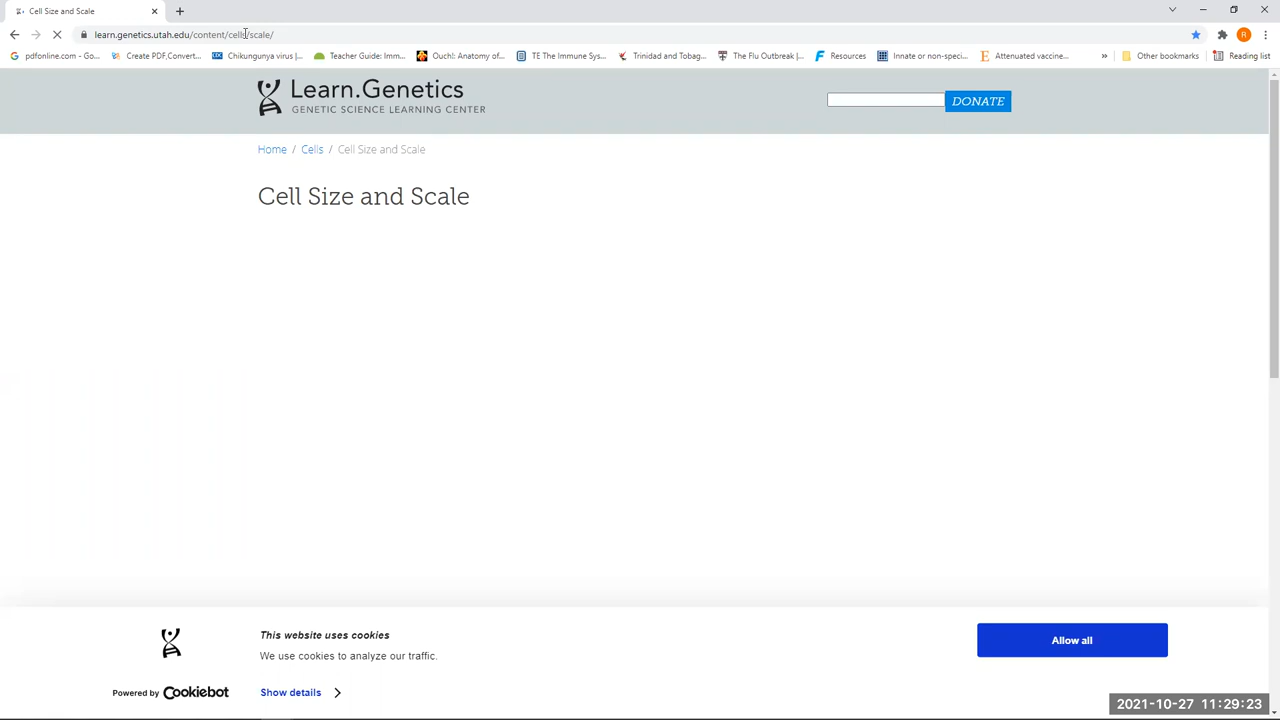 Cell Size and Scale
learn.genetics.utah.edu/content/cells/scale/
R
pdfonline.com - Go... Create PDF,Convert... Chikungunya virus |... Teacher Guide: Imm... Ouch!: Anatomy of... TE The Immune Sys... Trinidad and Tobag... The Flu Outbreak |... Resources Innate or non-speci... Attenuated vaccine... » Other bookmarks Reading list
Learn.Genetics
GENETIC SCIENCE LEARNING CENTER
DONATE
Home / Cells / Cell Size and Scale
Cell Size and Scale
This website uses cookies
We use cookies to analyze our traffic.
Allow all
Powered by Cookiebot
Show details
2021-10-27 11:29:23